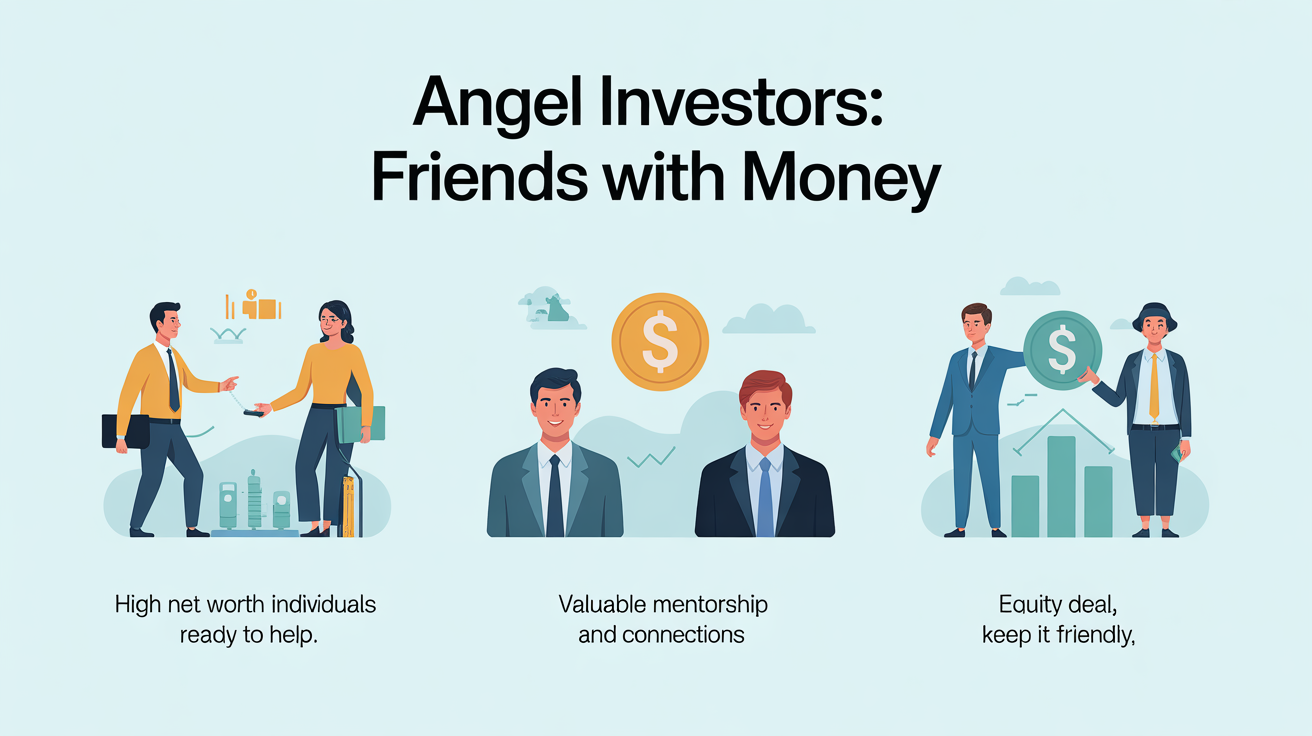 Angel Investors:
Friends with Money
$
$
High net worth individuals
ready to help.
Valuable mentorship
and connections
Equity deal,
keep it friendly,